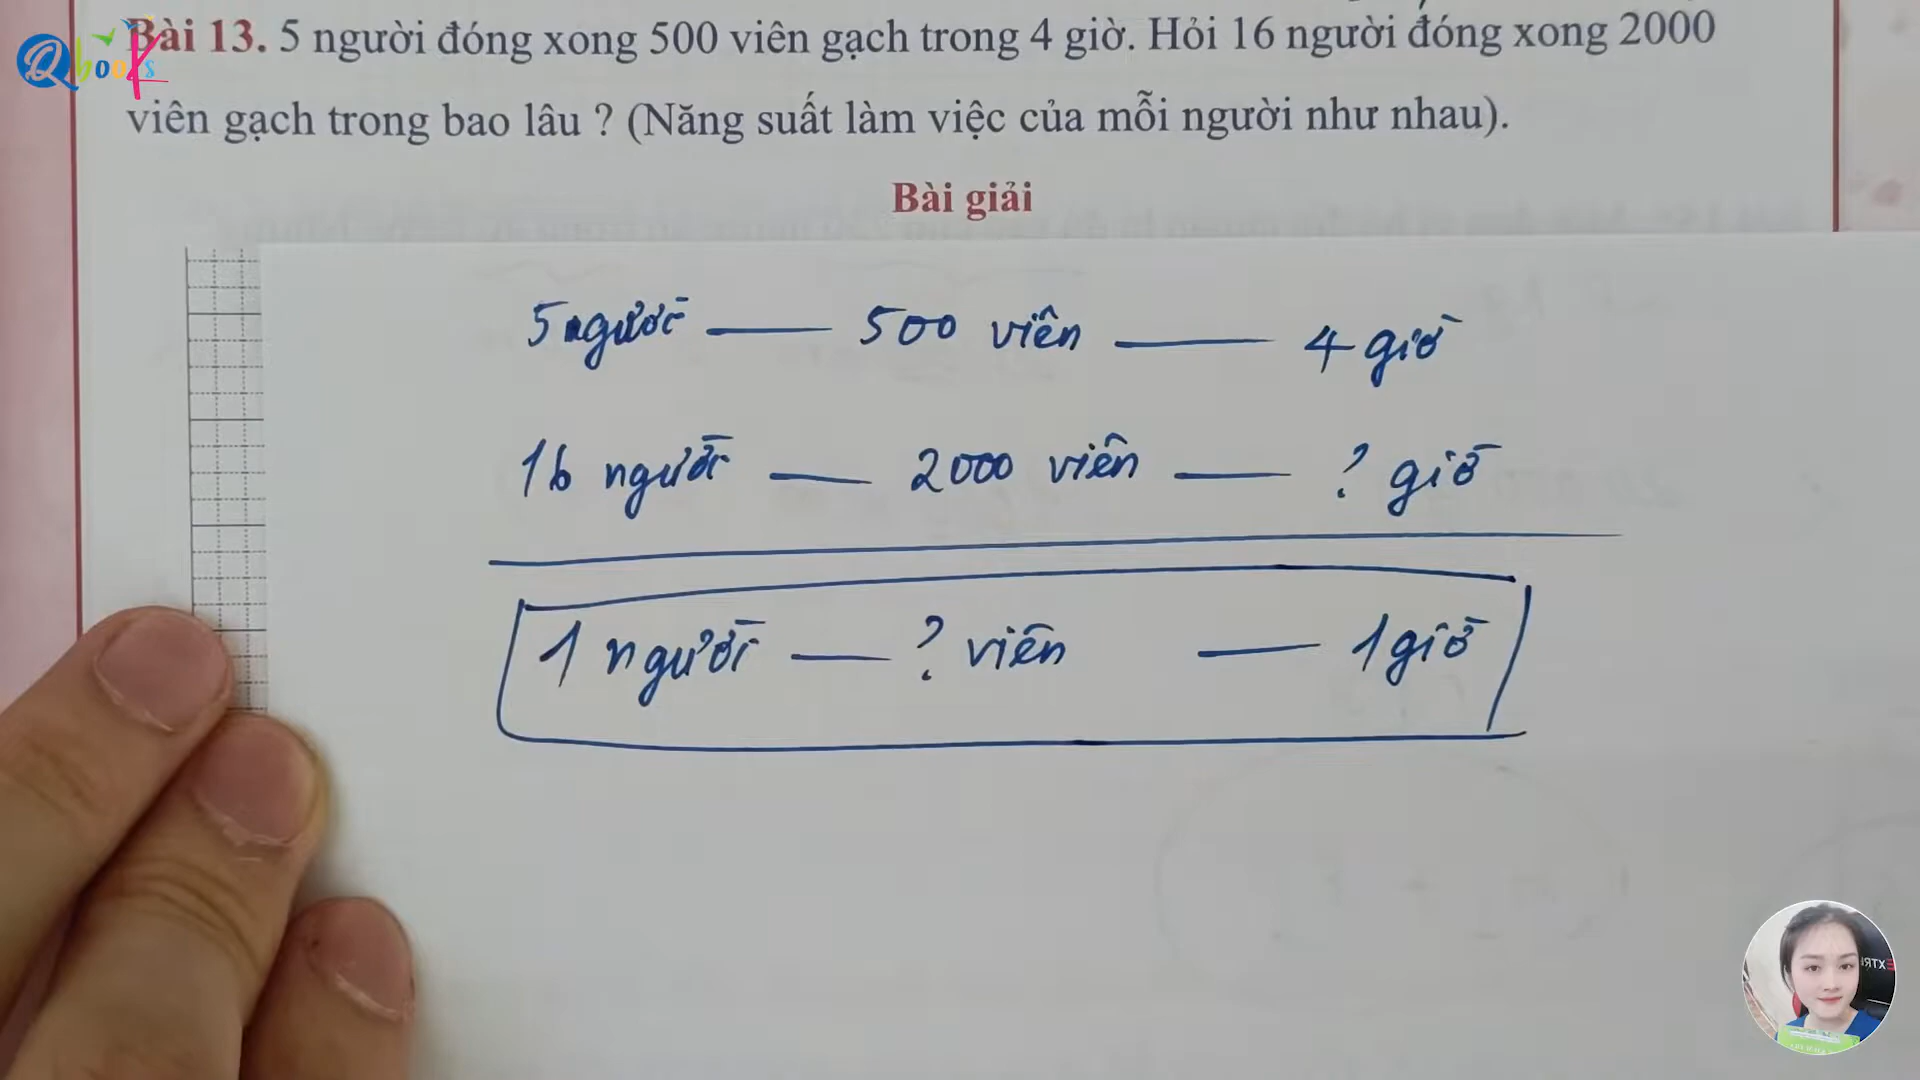 Qbooks
Bài 13. 5 người đóng xong 500 viên gạch trong 4 giờ. Hỏi 16 người đóng xong 2000
viên gạch trong bao lâu ? (Năng suất làm việc của mỗi người như nhau).
Bài giải
5 người — 500 viên — 4 giờ
16 người — 2000 viên — ? giờ
1 người — ? viên — 1 giờ